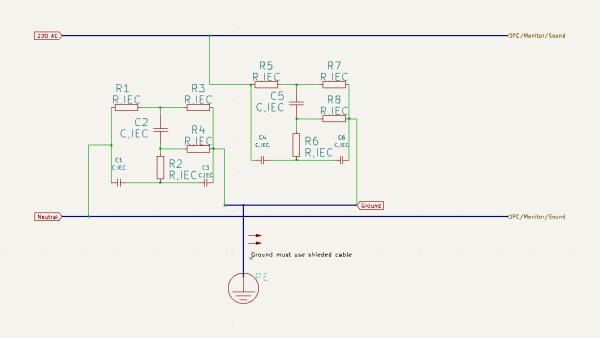 220 AC
PC/Monitor/Sound
R5
R,IEC
R7
R,IEC
C5
C,IEC
R8
R,IEC
R1
R,IEC
R3
R,IEC
C2
C,IEC
R4
R,IEC
C4
C,IEC
R6
R,IEC
C6
C,IEC
C1
C,IEC
R2
R,IEC
C3
C,IEC
Ground
Neutral
PC/Monitor/Sound
Ground must use shieded cable
PE